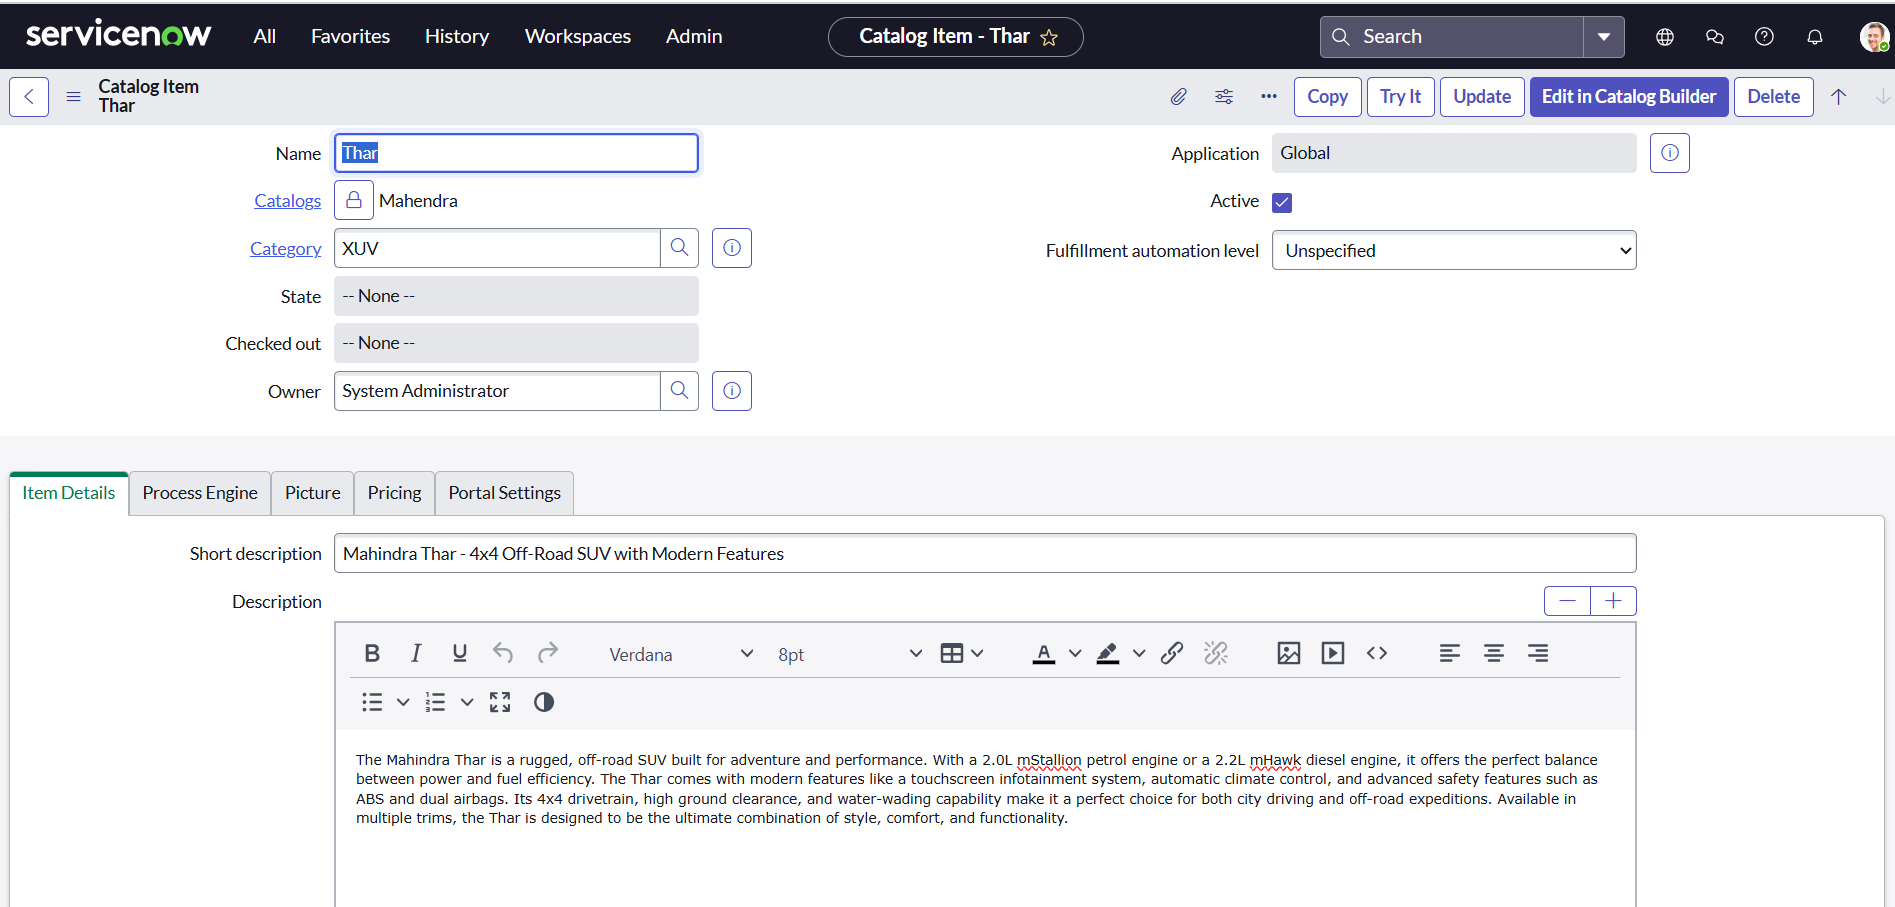 servicenow All Favorites History Workspaces Admin Catalog Item - Thar Search
Catalog Item
Thar
Copy Try It Update Edit in Catalog Builder Delete
Name Thar
Application Global
Catalogs Mahendra
Active
Category XUV
Fulfillment automation level Unspecified
State -- None --
Checked out -- None --
Owner System Administrator
Item Details Process Engine Picture Pricing Portal Settings
Short description Mahindra Thar - 4x4 Off-Road SUV with Modern Features
Description
B I U Verdana 8pt A
The Mahindra Thar is a rugged, off-road SUV built for adventure and performance. With a 2.0L mStallion petrol engine or a 2.2L mHawk diesel engine, it offers the perfect balance
between power and fuel efficiency. The Thar comes with modern features like a touchscreen infotainment system, automatic climate control, and advanced safety features such as
ABS and dual airbags. Its 4x4 drivetrain, high ground clearance, and water-wading capability make it a perfect choice for both city driving and off-road expeditions. Available in
multiple trims, the Thar is designed to be the ultimate combination of style, comfort, and functionality.